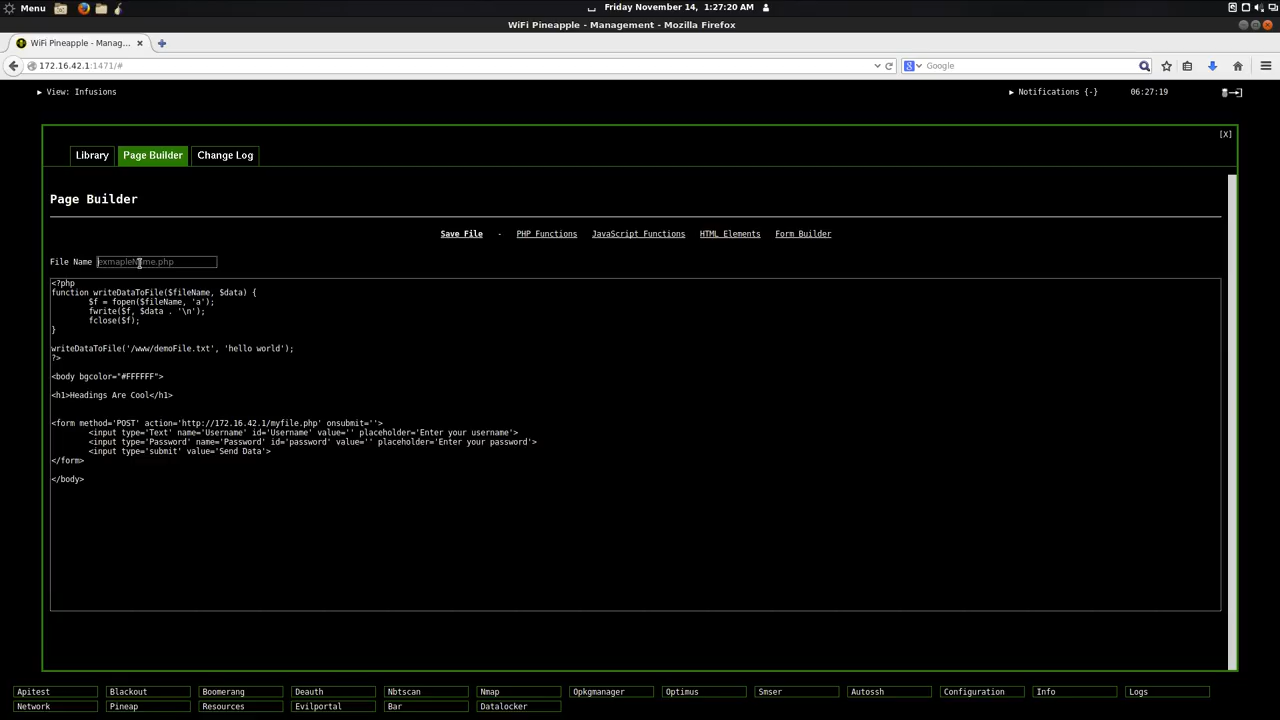 Menu
Friday November 14, 1:27:20 AM
WiFi Pineapple - Management - Mozilla Firefox
WiFi Pineapple - Manag...
172.16.42.1:1471/#
Google
View: Infusions
Notifications {-}
06:27:19
[X]
Library
Page Builder
Change Log
Page Builder
Save File - PHP Functions JavaScript Functions HTML Elements Form Builder
File Name exmapleName.php
<?php
function writeDataToFile($fileName, $data) {
$f = fopen($fileName, 'a');
fwrite($f, $data . '\n');
fclose($f);
}
writeDataToFile('/www/demoFile.txt', 'hello world');
?>
<body bgcolor="#FFFFFF">
<h1>Headings Are Cool</h1>
<form method='POST' action='http://172.16.42.1/myfile.php' onsubmit=''>
<input type='Text' name='Username' id='Username' value='' placeholder='Enter your username'>
<input type='Password' name='Password' id='password' value='' placeholder='Enter your password'>
<input type='submit' value='Send Data'>
</form>
</body>
Apitest Blackout Boomerang Deauth Nbtscan Nmap Opkgmanager Optimus Smser Autossh Configuration Info Logs
Network Pineap Resources Evilportal Bar Datalocker